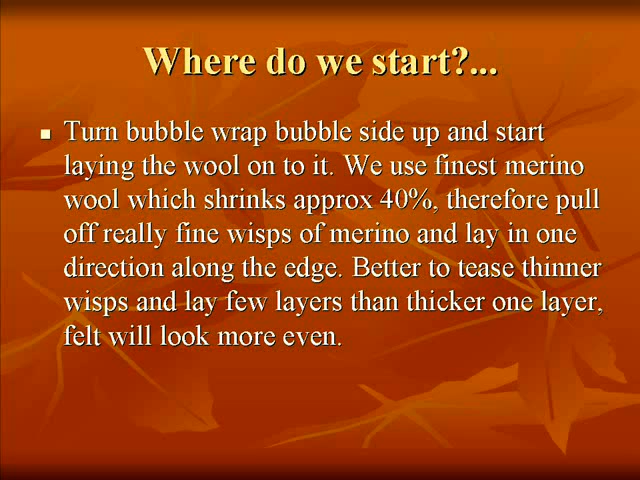 Where do we start?...
Turn bubble wrap bubble side up and start
laying the wool on to it. We use finest merino
wool which shrinks approx 40%, therefore pull
off really fine wisps of merino and lay in one
direction along the edge. Better to tease thinner
wisps and lay few layers than thicker one layer,
felt will look more even.